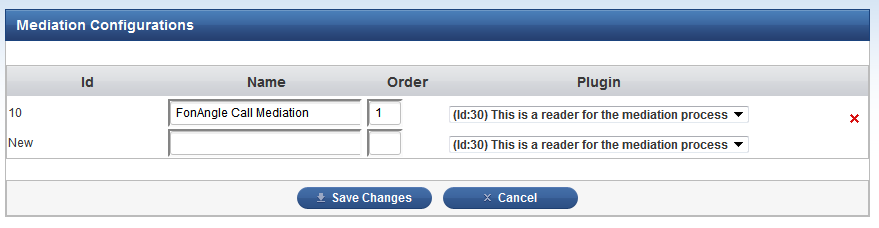 Mediation Configurations
Id Name Order Plugin
10 FonAngle Call Mediation 1 (Id:30) This is a reader for the mediation process
New (Id:30) This is a reader for the mediation process
Save Changes Cancel